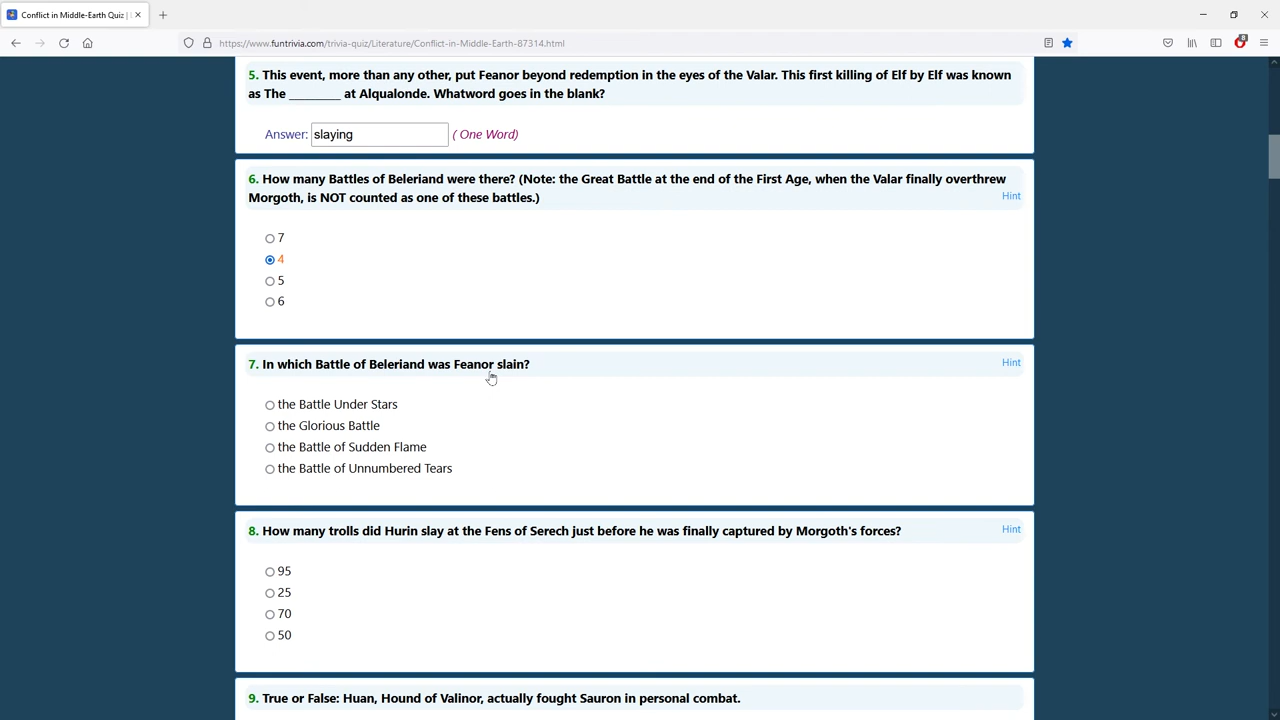 Conflict in Middle-Earth Quiz | L
https://www.funtrivia.com/trivia-quiz/Literature/Conflict-in-Middle-Earth-87314.html
5. This event, more than any other, put Feanor beyond redemption in the eyes of the Valar. This first killing of Elf by Elf was known
as The _________ at Alqualonde. Whatword goes in the blank?
Answer: slaying ( One Word)
6. How many Battles of Beleriand were there? (Note: the Great Battle at the end of the First Age, when the Valar finally overthrew
Morgoth, is NOT counted as one of these battles.)
Hint
7
4
5
6
7. In which Battle of Beleriand was Feanor slain?
Hint
the Battle Under Stars
the Glorious Battle
the Battle of Sudden Flame
the Battle of Unnumbered Tears
8. How many trolls did Hurin slay at the Fens of Serech just before he was finally captured by Morgoth's forces?
Hint
95
25
70
50
9. True or False: Huan, Hound of Valinor, actually fought Sauron in personal combat.